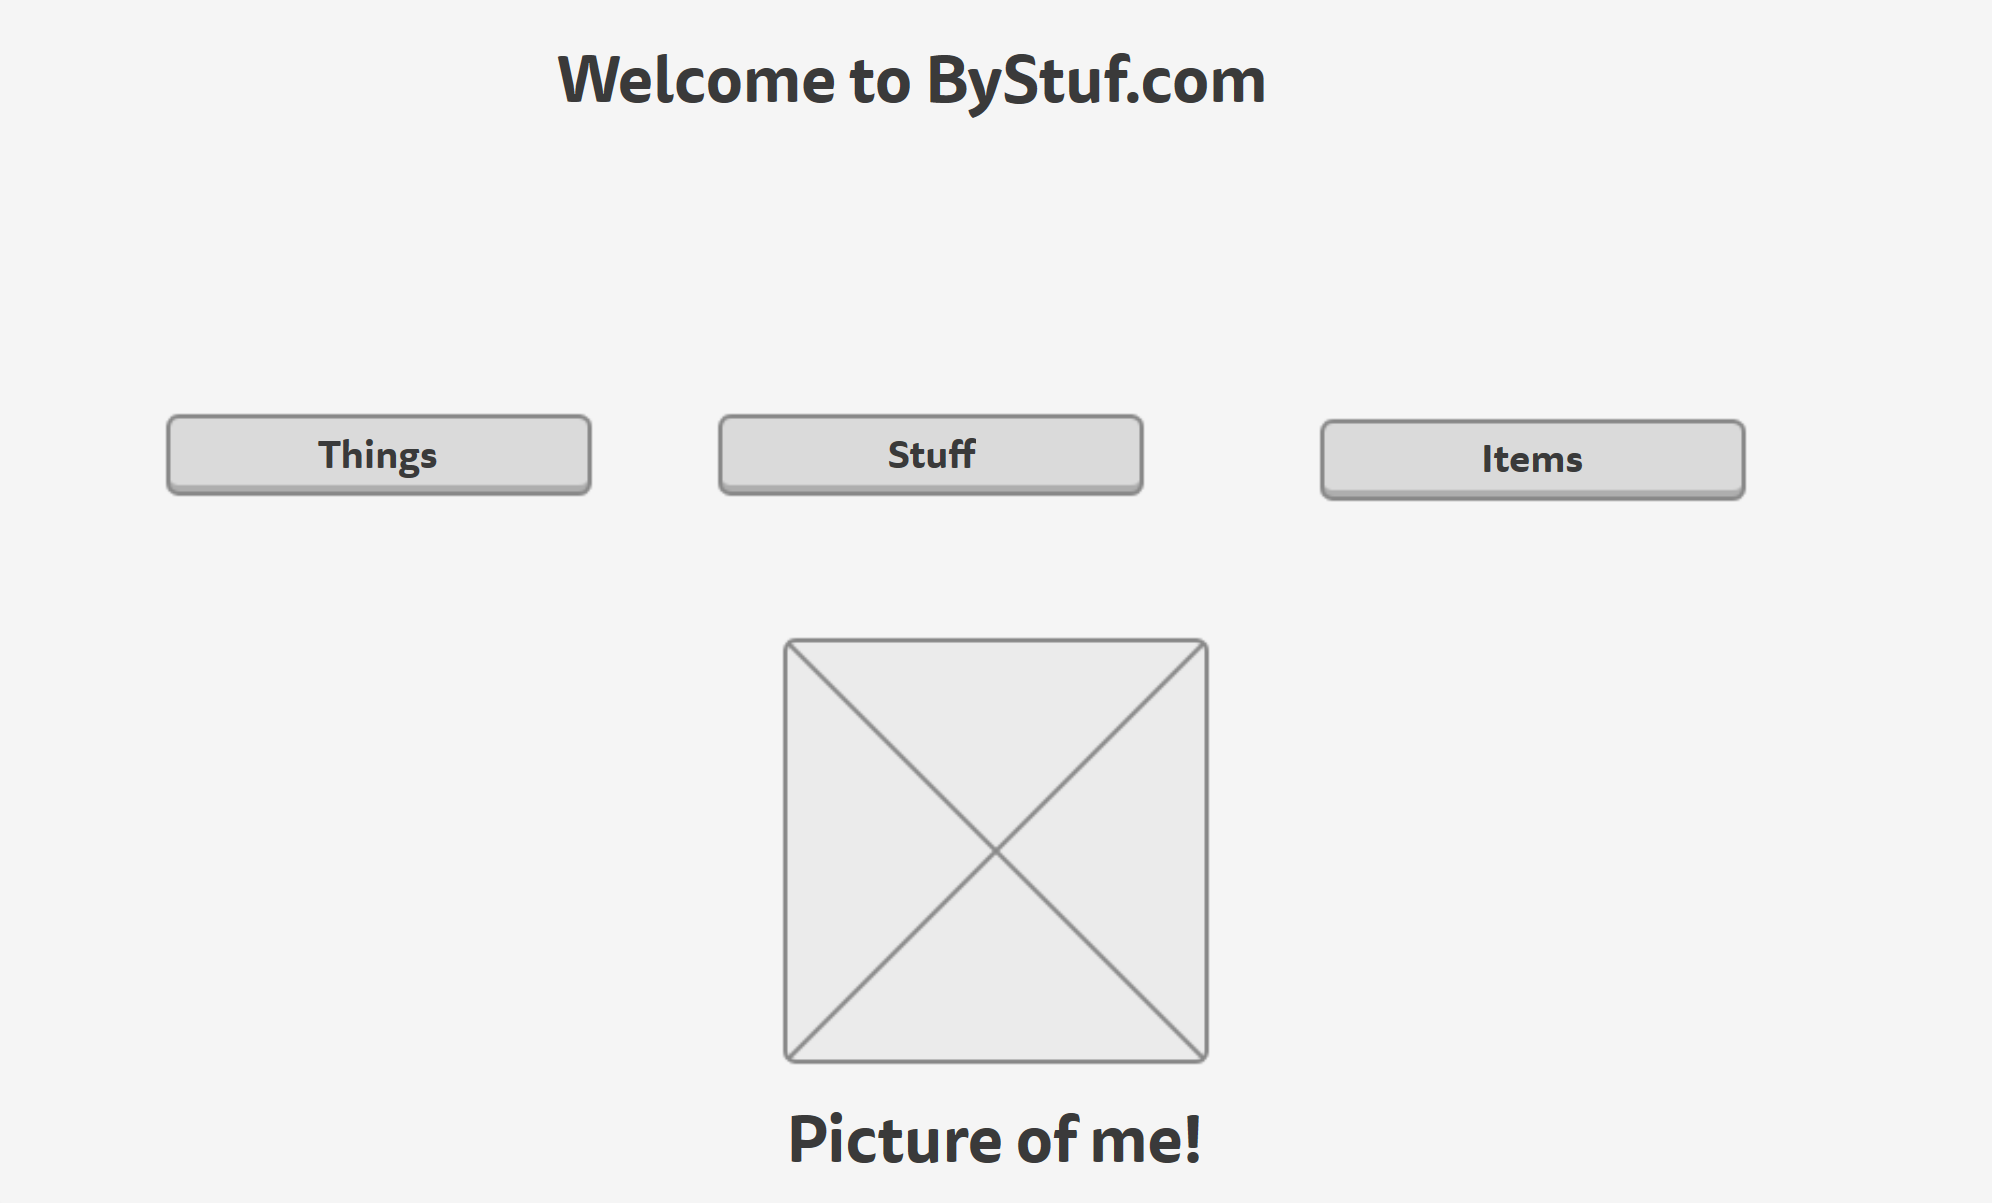 Welcome to ByStuf.com
Things
Stuff
Items
Picture of me!